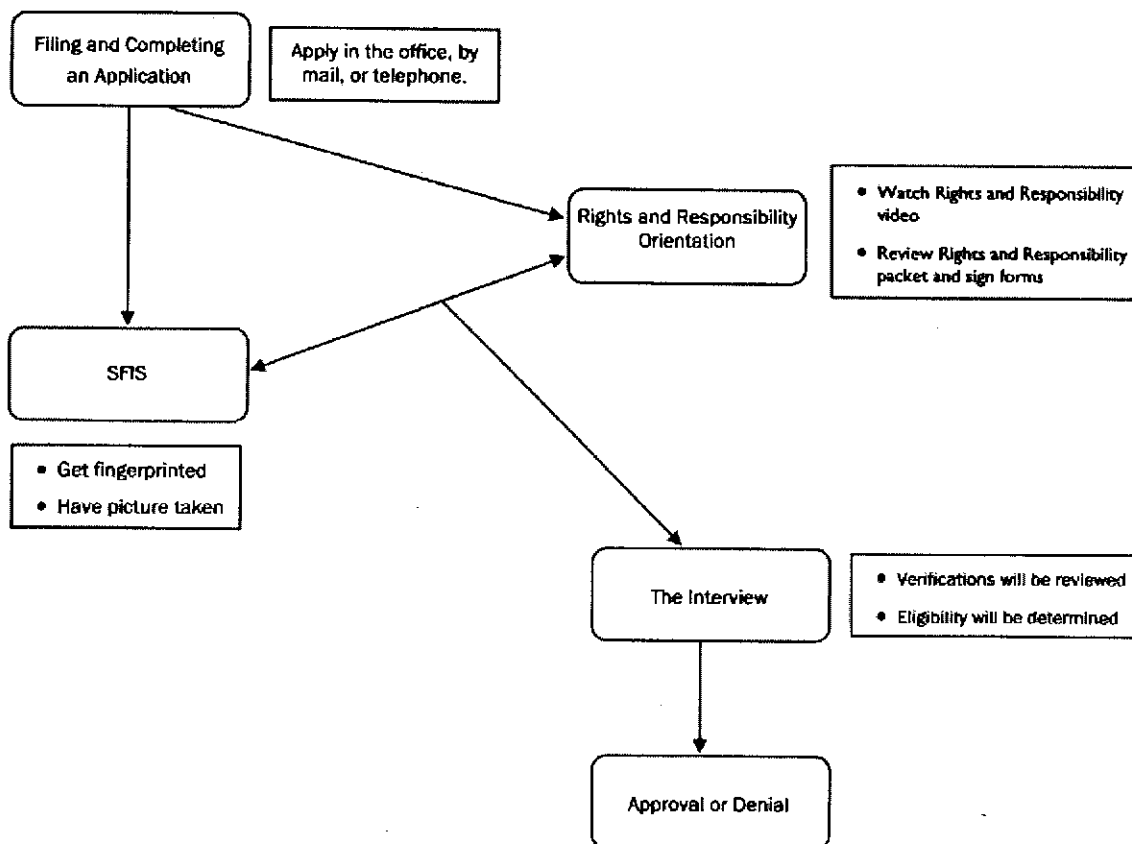 Filing and Completing
an Application
Apply in the office, by
mail, or telephone.
Rights and Responsibility
Orientation
• Watch Rights and Responsibility
video
• Review Rights and Responsibility
packet and sign forms
SFIS
• Get fingerprinted
• Have picture taken
The Interview
• Verifications will be reviewed
• Eligibility will be determined
Approval or Denial